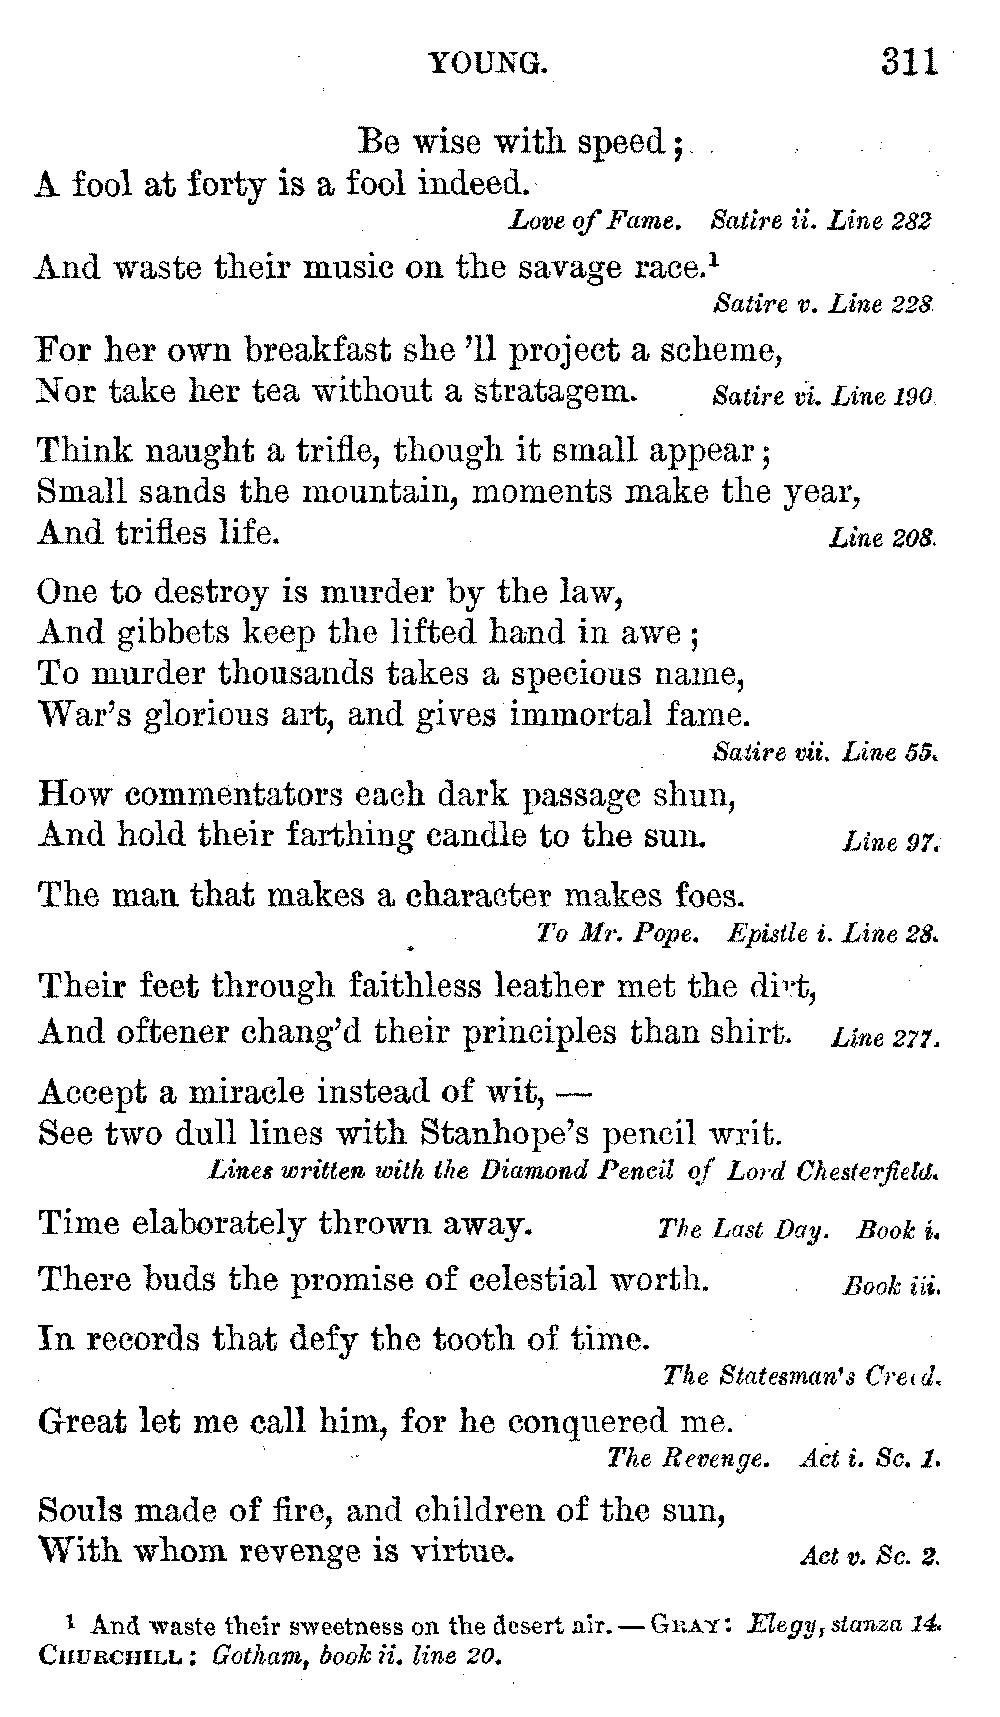 YOUNG. 311
Be wise with speed;
A fool at forty is a fool indeed.
Love of Fame. Satire ii. Line 282
And waste their music on the savage race.¹
Satire v. Line 228
For her own breakfast she 'll project a scheme,
Nor take her tea without a stratagem. Satire vi. Line 190
Think naught a trifle, though it small appear;
Small sands the mountain, moments make the year,
And trifles life. Line 208.
One to destroy is murder by the law,
And gibbets keep the lifted hand in awe;
To murder thousands takes a specious name,
War's glorious art, and gives immortal fame.
Satire vii. Line 55.
How commentators each dark passage shun,
And hold their farthing candle to the sun. Line 97.
The man that makes a character makes foes.
To Mr. Pope. Epistle i. Line 28.
Their feet through faithless leather met the dirt,
And oftener chang'd their principles than shirt. Line 277.
Accept a miracle instead of wit, —
See two dull lines with Stanhope's pencil writ.
Lines written with the Diamond Pencil of Lord Chesterfield.
Time elaborately thrown away. The Last Day. Book i.
There buds the promise of celestial worth. Book iii.
In records that defy the tooth of time.
The Statesman's Creed.
Great let me call him, for he conquered me.
The Revenge. Act i. Sc. 1.
Souls made of fire, and children of the sun,
With whom revenge is virtue. Act v. Sc. 2.
¹ And waste their sweetness on the desert air. — GRAY: Elegy, stanza 14.
CHURCHILL: Gotham, book ii. line 20.